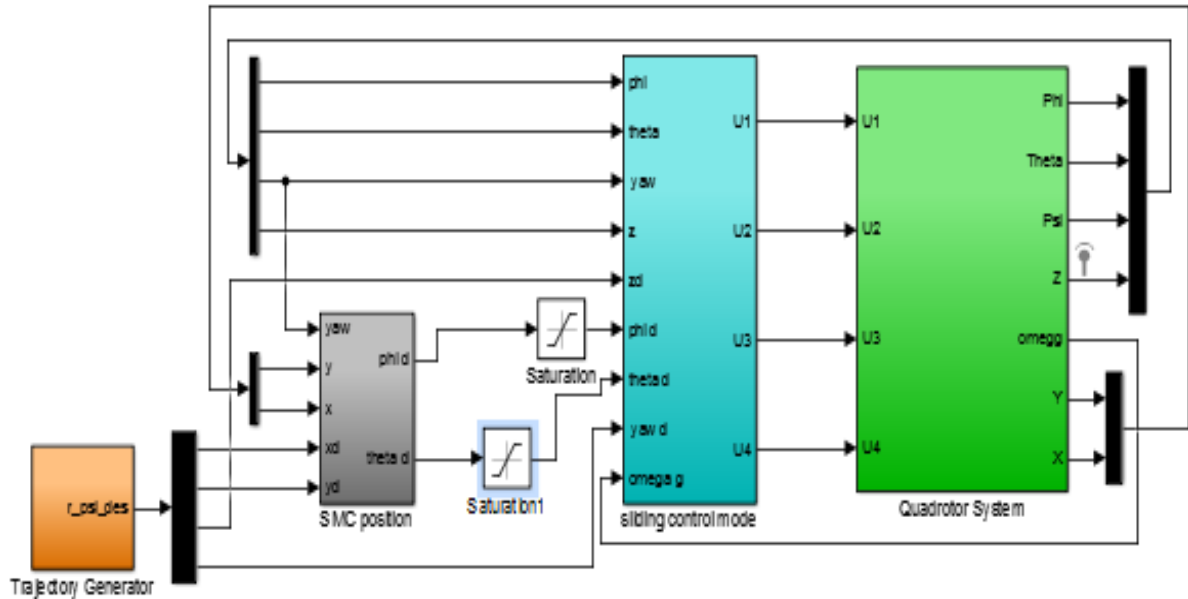 phi
theta
yaw
z
zd
phi d
theta d
yaw d
omega g
U1
U2
U3
U4
sliding control mode
U1
U2
U3
U4
Phi
Theta
Psi
Z
omegg
Y
X
Quadrotor System
yaw
y
x
xd
yd
phi d
theta d
SMC position
Saturation
Saturation1
r_psi_des
Trajectory Generator